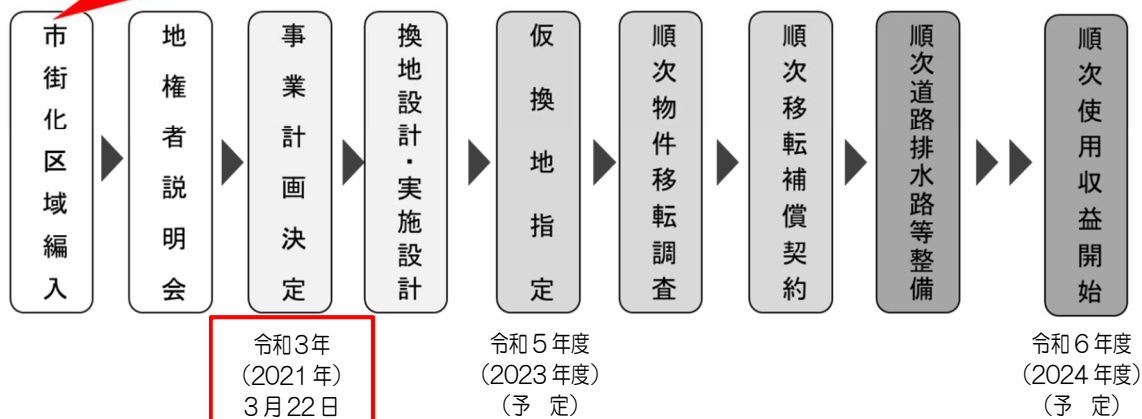 市街化区域編入
地権者説明会
事業計画決定
換地設計・実施設計
仮換地指定
順次物件移転調査
順次移転補償契約
順次道路排水路等整備
順次使用収益開始
令和3年
(2021年)
3月22日
令和5年度
(2023年度)
(予 定)
令和6年度
(2024年度)
(予 定)